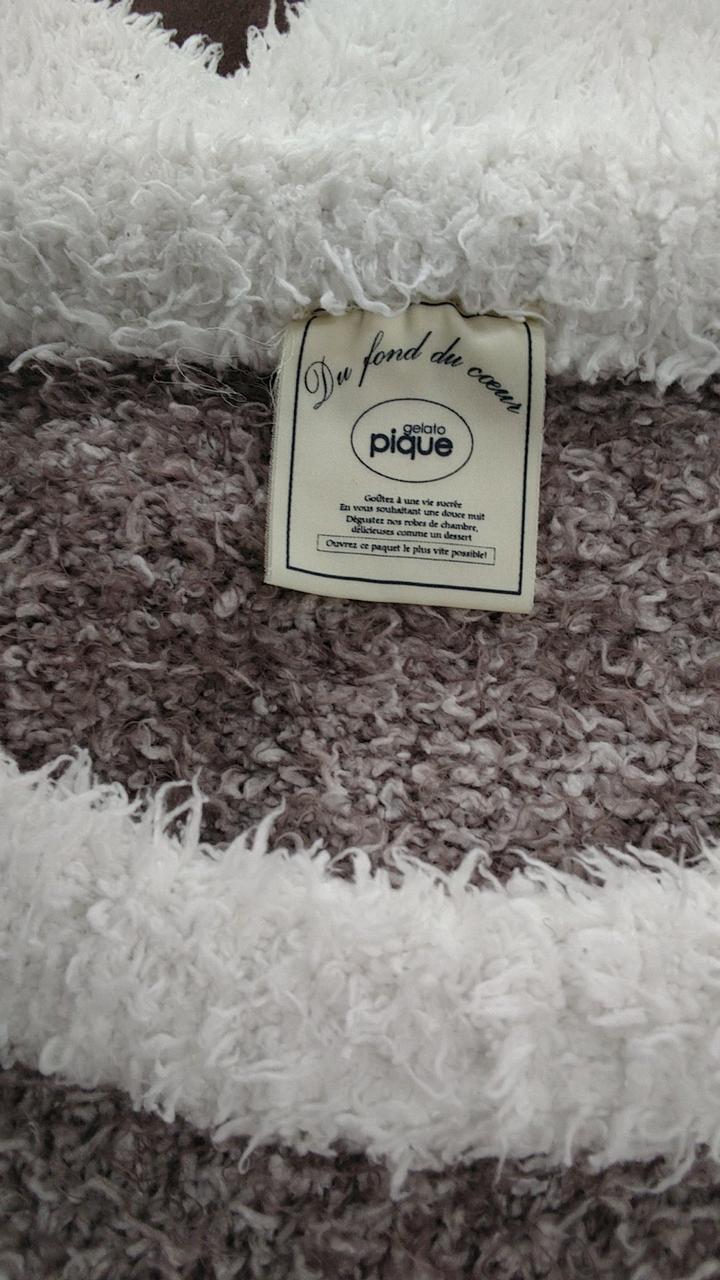 Du fond du cœur
gelato
pique
Goûtez à une vie sucrée
En vous souhaitant une douce nuit
Dégustez nos robes de chambre,
délicieuses comme un dessert
Ouvrez ce paquet le plus vite possible!